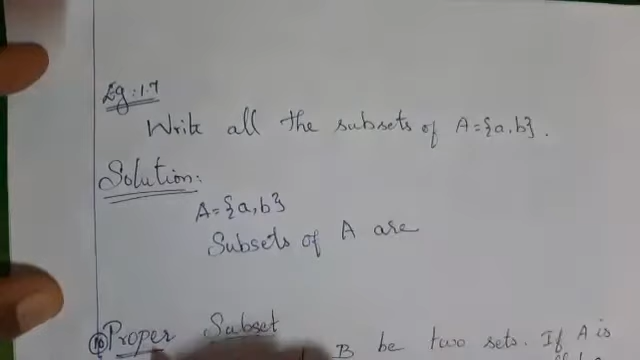 Eg:1.7
Write all the subsets of A={a,b}.
Solution:
A={a,b}
Subsets of A are
Proper Subset
B be two sets. If A is